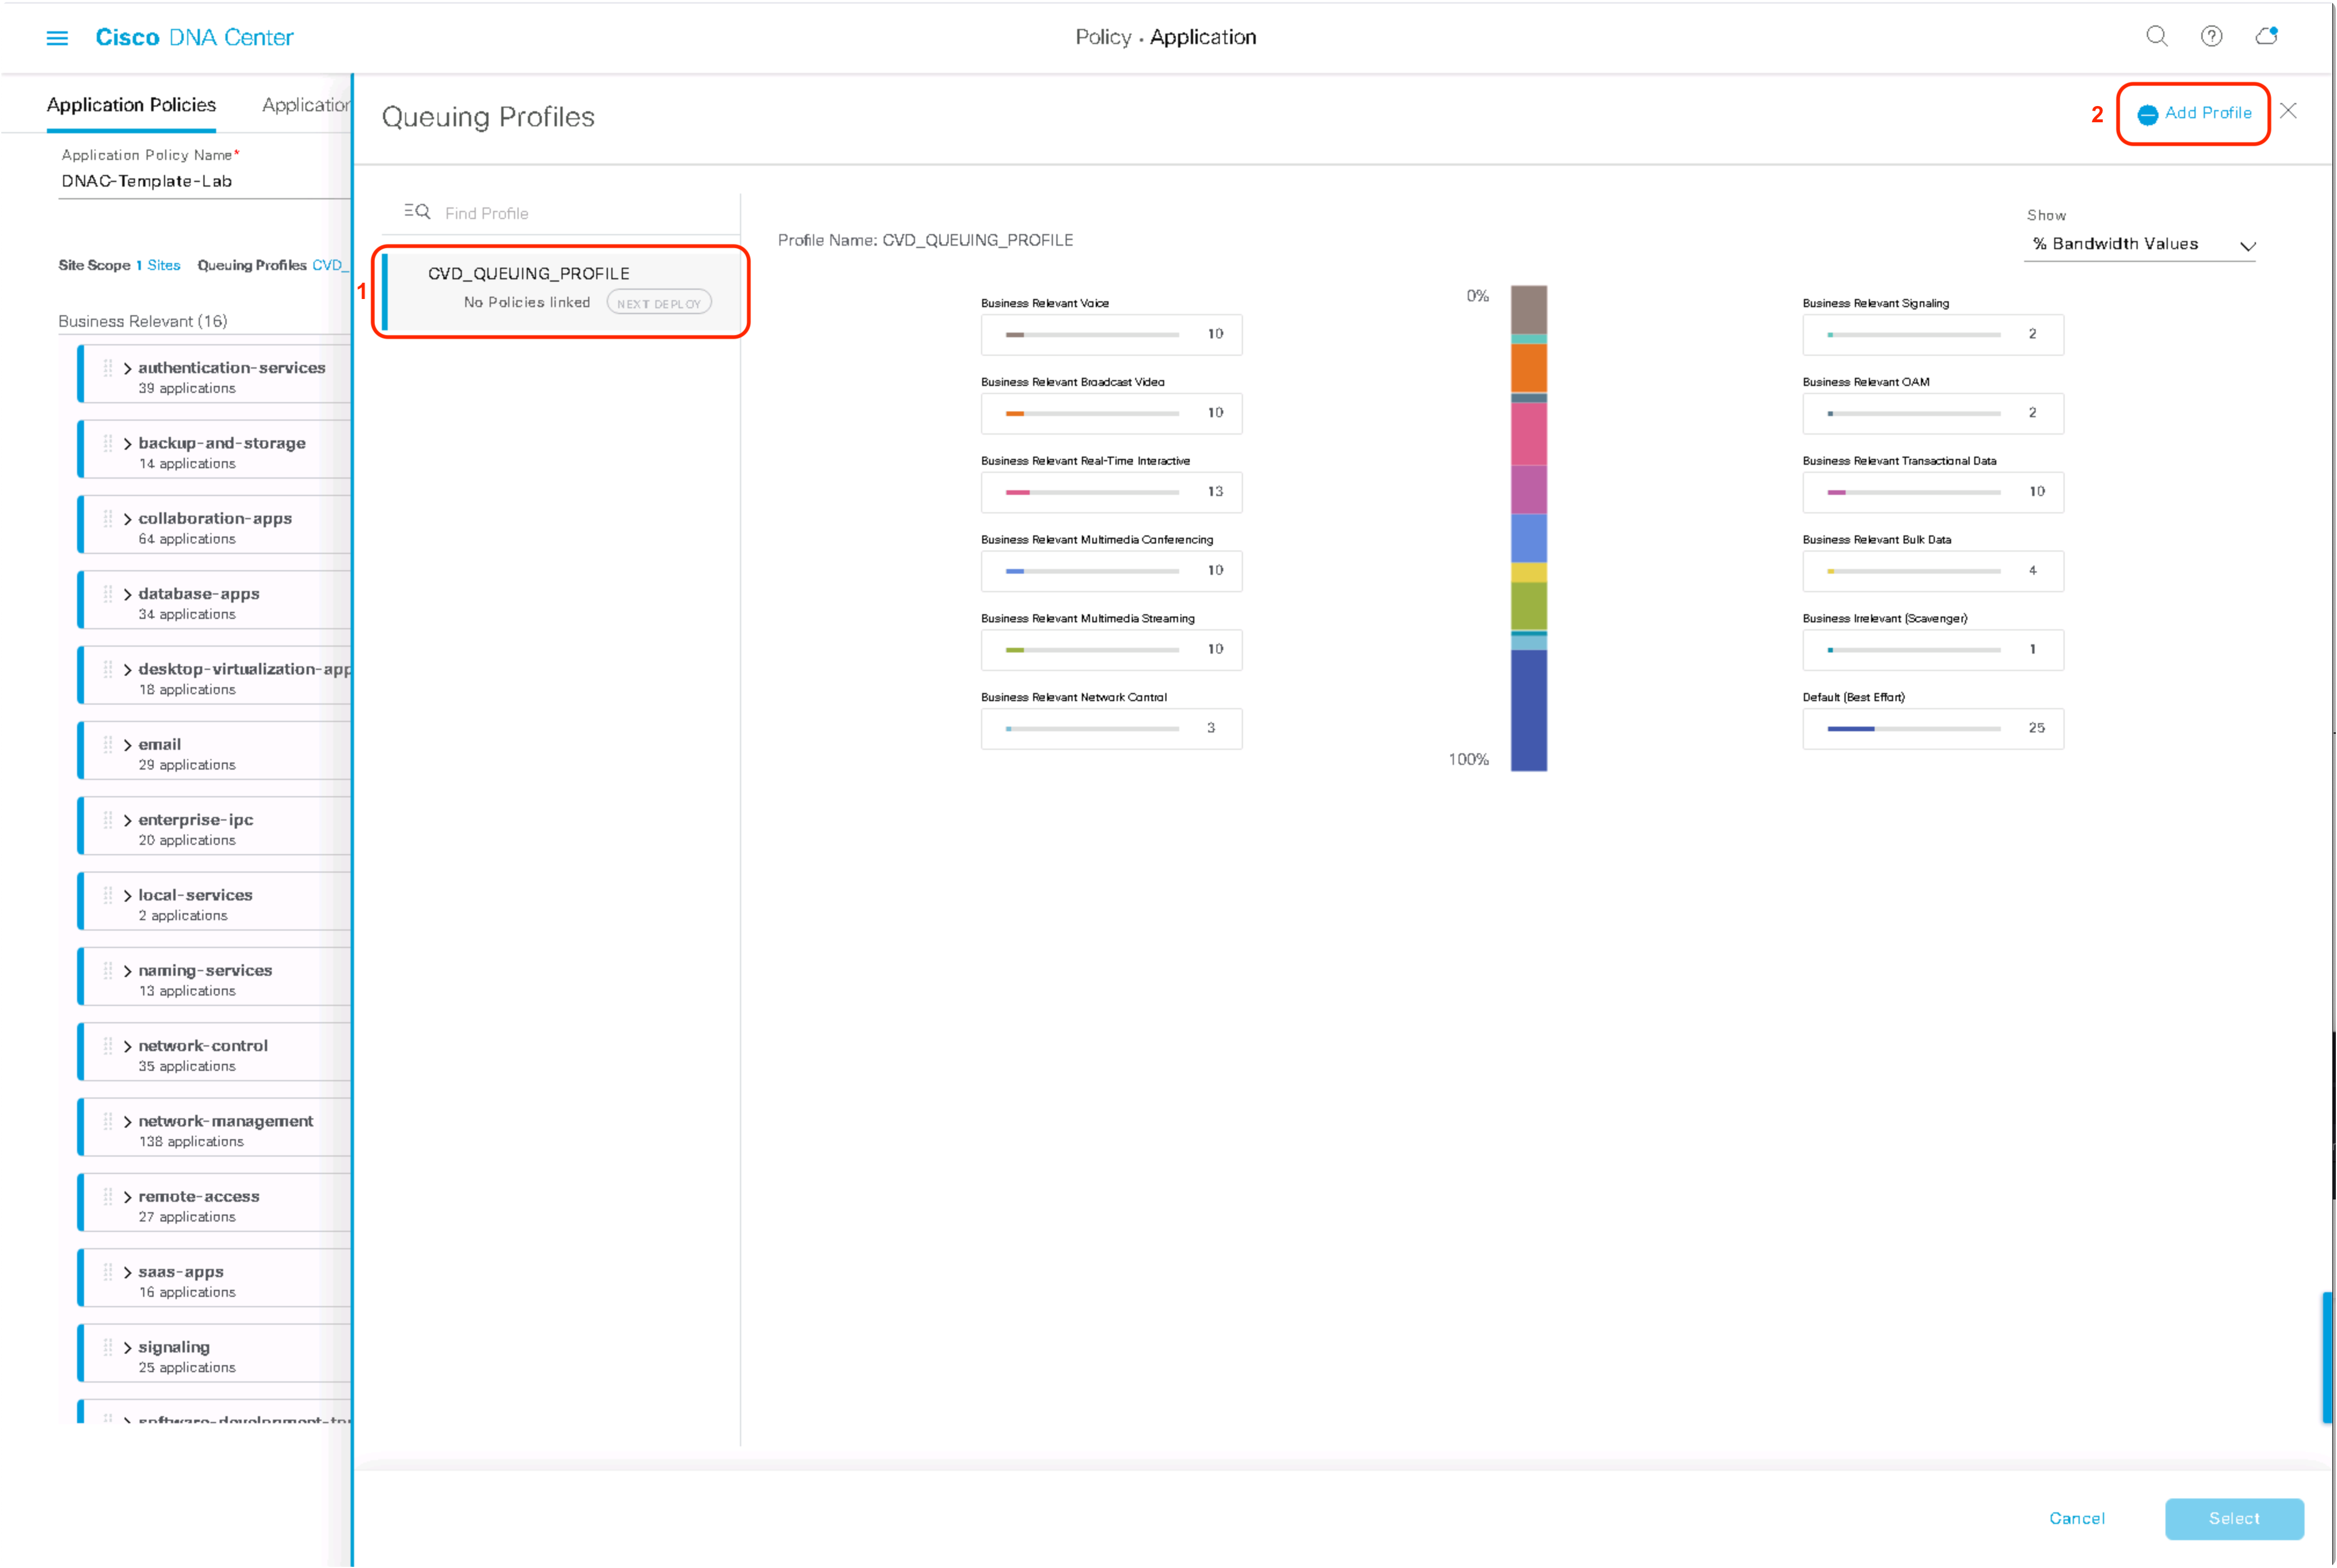 Cisco DNA Center
Policy • Application
Application Policies
Application
Application Policy Name*
DNAC-Template-Lab
Site Scope 1 Sites Queuing Profiles CVD_
Business Relevant (16)
authentication-services
39 applications
backup-and-storage
14 applications
collaboration-apps
64 applications
database-apps
34 applications
desktop-virtualization-app
18 applications
email
29 applications
enterprise-ipc
20 applications
local-services
2 applications
naming-services
13 applications
network-control
35 applications
network-management
138 applications
remote-access
27 applications
saas-apps
16 applications
signaling
25 applications
Queuing Profiles
2
Add Profile
Find Profile
1
CVD_QUEUING_PROFILE
No Policies linked NEXT DEPLOY
Profile Name: CVD_QUEUING_PROFILE
Show
% Bandwidth Values
Business Relevant Voice
10
Business Relevant Broadcast Video
10
Business Relevant Real-Time Interactive
13
Business Relevant Multimedia Conferencing
10
Business Relevant Multimedia Streaming
10
Business Relevant Network Control
3
0%
100%
Business Relevant Signaling
2
Business Relevant OAM
2
Business Relevant Transactional Data
10
Business Relevant Bulk Data
4
Business Irrelevant (Scavenger)
1
Default (Best Effort)
25
Cancel
Select